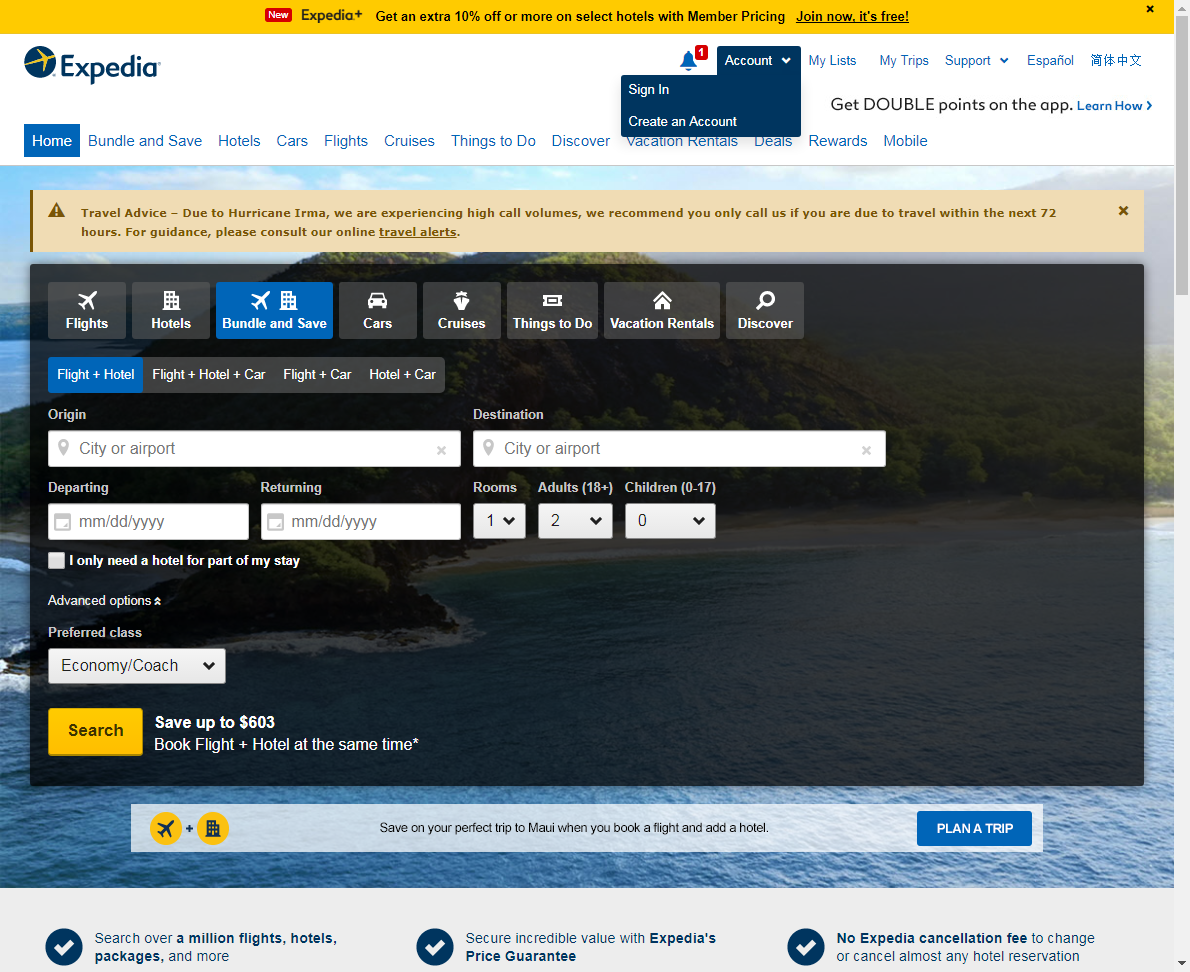 New Expedia+ Get an extra 10% off or more on select hotels with Member Pricing Join now, it's free!
Expedia
1
Account My Lists My Trips Support Español 简体中文
Sign In
Create an Account
Get DOUBLE points on the app. Learn How
Home Bundle and Save Hotels Cars Flights Cruises Things to Do Discover Vacation Rentals Deals Rewards Mobile
Travel Advice – Due to Hurricane Irma, we are experiencing high call volumes, we recommend you only call us if you are due to travel within the next 72
hours. For guidance, please consult our online travel alerts.
Flights Hotels Bundle and Save Cars Cruises Things to Do Vacation Rentals Discover
Flight + Hotel Flight + Hotel + Car Flight + Car Hotel + Car
Origin Destination
City or airport City or airport
Departing Returning Rooms Adults (18+) Children (0-17)
mm/dd/yyyy mm/dd/yyyy 1 2 0
I only need a hotel for part of my stay
Advanced options
Preferred class
Economy/Coach
Search
Save up to $603
Book Flight + Hotel at the same time*
+ Save on your perfect trip to Maui when you book a flight and add a hotel. PLAN A TRIP
Search over a million flights, hotels,
packages, and more
Secure incredible value with Expedia's
Price Guarantee
No Expedia cancellation fee to change
or cancel almost any hotel reservation